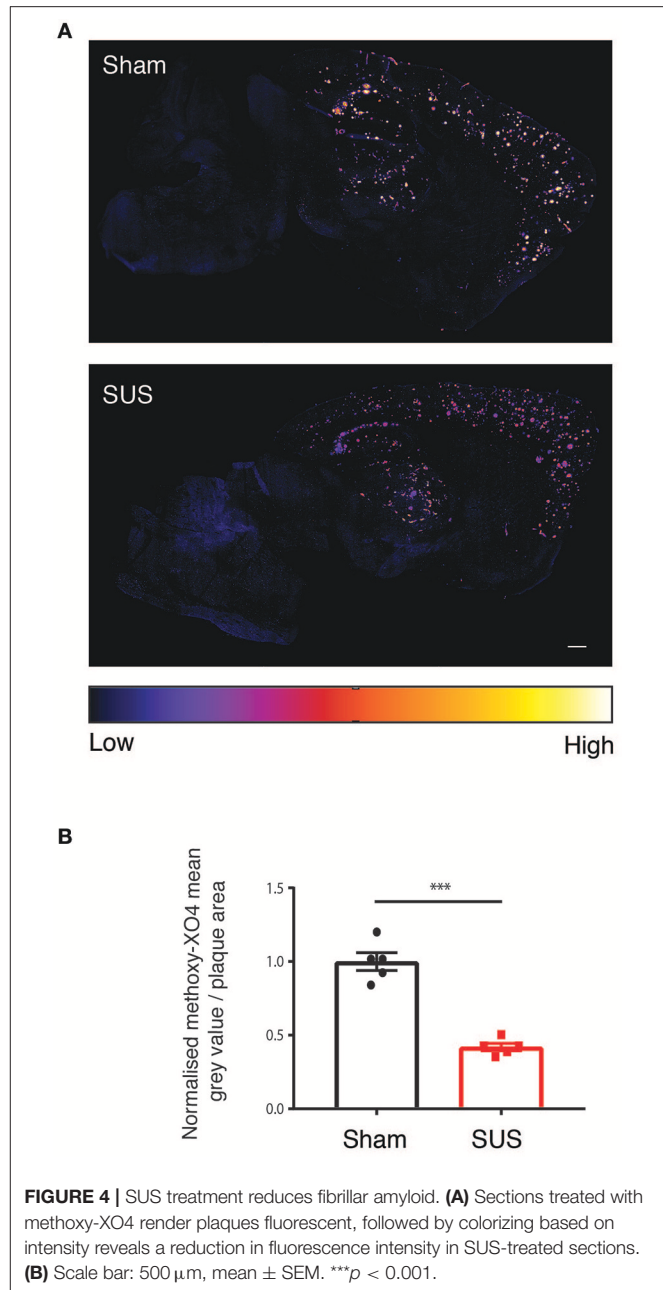 A
Sham
SUS
Low High
B
Normalised methoxy-XO4 mean
grey value / plaque area
***
1.5
1.0
0.5
0.0
Sham SUS
FIGURE 4 | SUS treatment reduces fibrillar amyloid. (A) Sections treated with
methoxy-XO4 render plaques fluorescent, followed by colorizing based on
intensity reveals a reduction in fluorescence intensity in SUS-treated sections.
(B) Scale bar: 500 μm, mean ± SEM. ***p < 0.001.